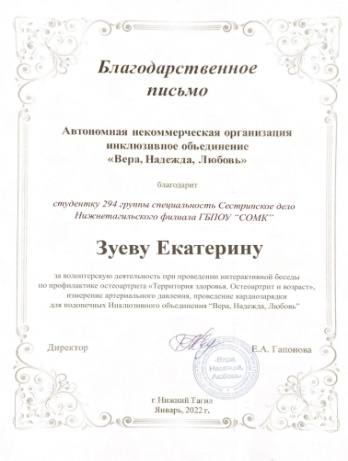 Благодарственное
письмо
Автономная некоммерческая организация
инклюзивное объединение
«Вера, Надежда, Любовь»
благодарит
студентку 294 группы специальность Сестринское дело
Нижнетагильского филиала ГБПОУ "СОМК"
Зуеву Екатерину
за волонтерскую деятельность при проведении интерактивной беседы
по профилактике остеоартрита «Территория здоровья. Остеоартрит и возраст»,
измерение артериального давления, проведение кардиозарядки
для подопечных Инклюзивного объединения "Вера, Надежда, Любовь"
Директор
Е.А. Гапонова
«Вера,
Надежда,
Любовь»
г. Нижний Тагил
Январь, 2022 г.